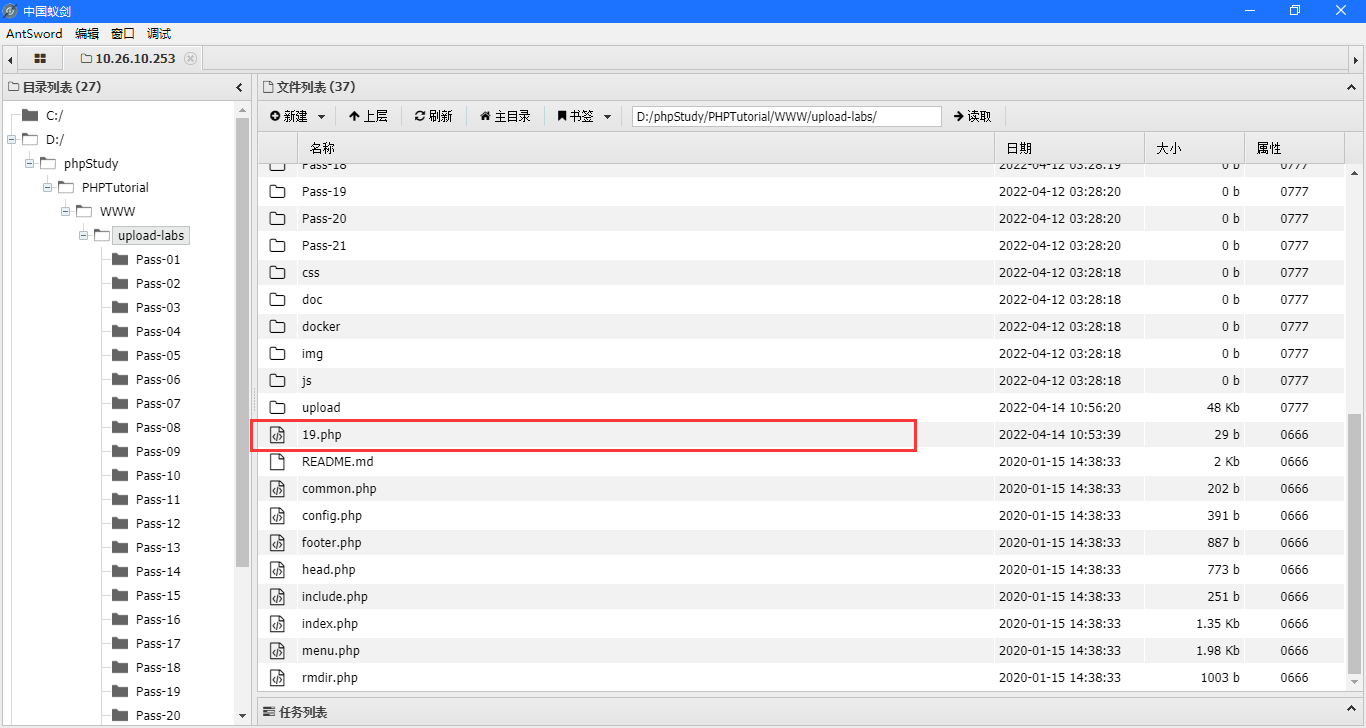 中国蚁剑
AntSword 编辑 窗口 调试
10.26.10.253
目录列表 (27)
C:/
D:/
phpStudy
PHPTutorial
WWW
upload-labs
Pass-01
Pass-02
Pass-03
Pass-04
Pass-05
Pass-06
Pass-07
Pass-08
Pass-09
Pass-10
Pass-11
Pass-12
Pass-13
Pass-14
Pass-15
Pass-16
Pass-17
Pass-18
Pass-19
Pass-20
文件列表 (37)
新建 上层 刷新 主目录 书签 D:/phpStudy/PHPTutorial/WWW/upload-labs/ 读取
名称 日期 大小 属性
Pass-18 2022-04-12 03:28:19 0 b 0777
Pass-19 2022-04-12 03:28:20 0 b 0777
Pass-20 2022-04-12 03:28:20 0 b 0777
Pass-21 2022-04-12 03:28:20 0 b 0777
css 2022-04-12 03:28:18 0 b 0777
doc 2022-04-12 03:28:18 0 b 0777
docker 2022-04-12 03:28:18 0 b 0777
img 2022-04-12 03:28:18 0 b 0777
js 2022-04-12 03:28:18 0 b 0777
upload 2022-04-14 10:56:20 48 Kb 0777
19.php 2022-04-14 10:53:39 29 b 0666
README.md 2020-01-15 14:38:33 2 Kb 0666
common.php 2020-01-15 14:38:33 202 b 0666
config.php 2020-01-15 14:38:33 391 b 0666
footer.php 2020-01-15 14:38:33 887 b 0666
head.php 2020-01-15 14:38:33 773 b 0666
include.php 2020-01-15 14:38:33 251 b 0666
index.php 2020-01-15 14:38:33 1.35 Kb 0666
menu.php 2020-01-15 14:38:33 1.98 Kb 0666
rmdir.php 2020-01-15 14:38:33 1003 b 0666
任务列表